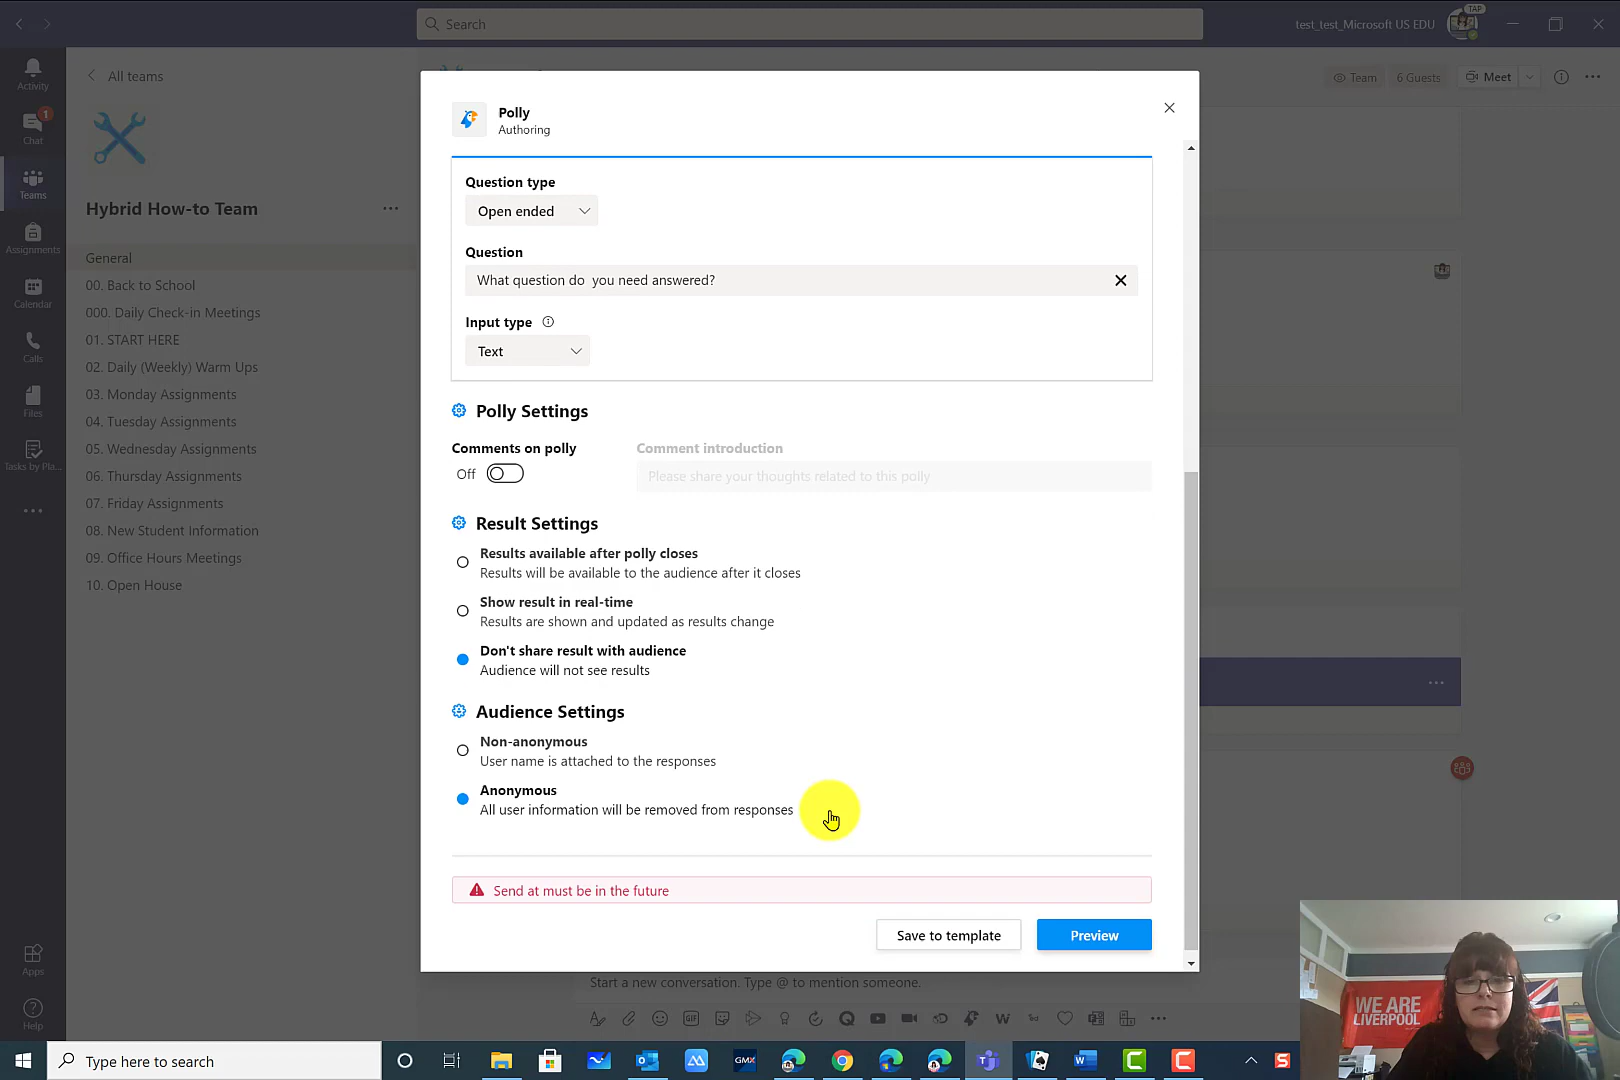 Search
test_test_Microsoft US EDU
TAP
Activity
Chat
1
Teams
Assignments
Calendar
Calls
Files
Tasks by Pla...
Apps
Help
All teams
Hybrid How-to Team
General
00. Back to School
000. Daily Check-in Meetings
01. START HERE
02. Daily (Weekly) Warm Ups
03. Monday Assignments
04. Tuesday Assignments
05. Wednesday Assignments
06. Thursday Assignments
07. Friday Assignments
08. New Student Information
09. Office Hours Meetings
10. Open House
Team
6 Guests
Meet
Polly
Authoring
Question type
Open ended
Question
What question do  you need answered?
Input type
Text
Polly Settings
Comments on polly
Off
Comment introduction
Please share your thoughts related to this polly
Result Settings
Results available after polly closes
Results will be available to the audience after it closes
Show result in real-time
Results are shown and updated as results change
Don't share result with audience
Audience will not see results
Audience Settings
Non-anonymous
User name is attached to the responses
Anonymous
All user information will be removed from responses
Send at must be in the future
Save to template
Preview
Start a new conversation. Type @ to mention someone.
GIF
WE ARE
LIVERPOOL
Type here to search
GMX